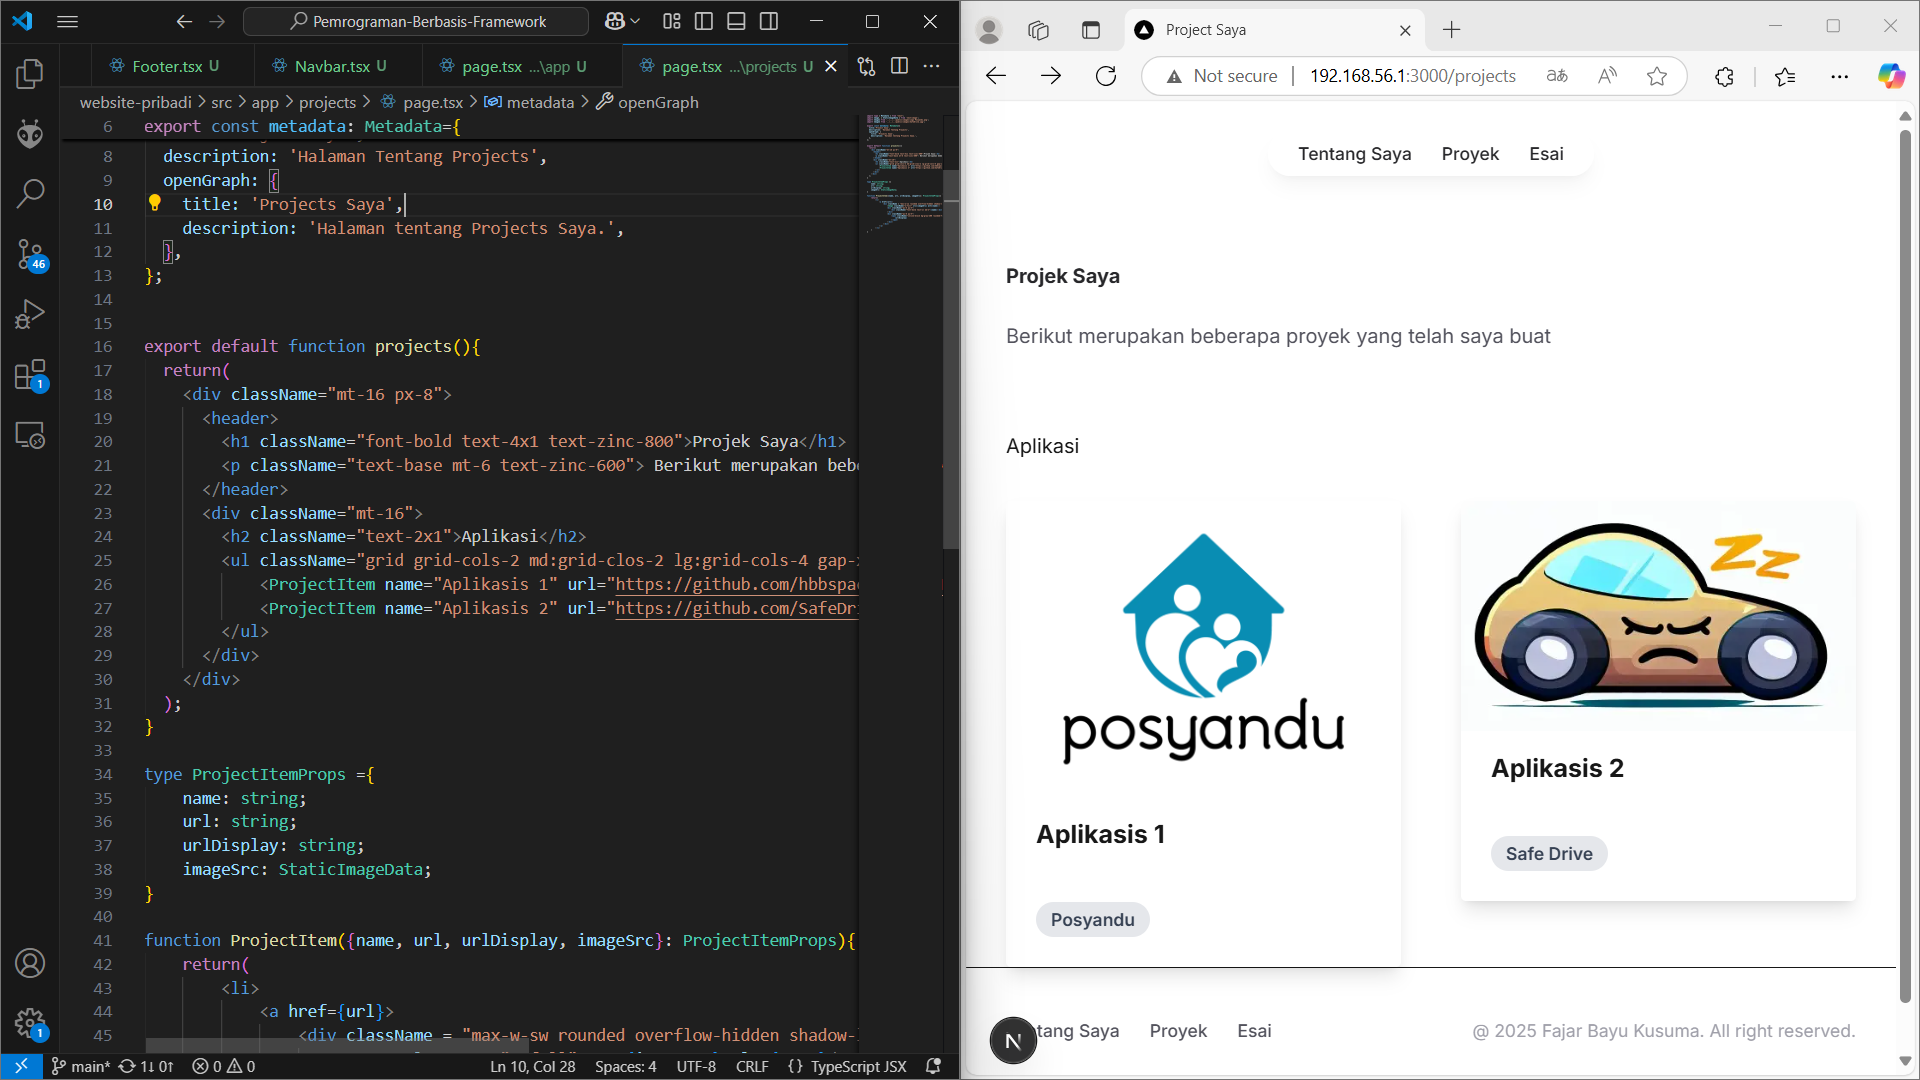 Pemrograman-Berbasis-Framework
Footer.tsx U
Navbar.tsx U
page.tsx ...\app U
page.tsx ...\projects U
website-pribadi > src > app > projects > page.tsx > metadata > openGraph
6 export const metadata: Metadata={
8 description: 'Halaman Tentang Projects',
9 openGraph: {
10 title: 'Projects Saya',
11 description: 'Halaman tentang Projects Saya.',
12 },
13 };
14
15
16 export default function projects(){
17 return(
18 <div className="mt-16 px-8">
19 <header>
20 <h1 className="font-bold text-4x1 text-zinc-800">Projek Saya</h1>
21 <p className="text-base mt-6 text-zinc-600"> Berikut merupakan beb
22 </header>
23 <div className="mt-16">
24 <h2 className="text-2x1">Aplikasi</h2>
25 <ul className="grid grid-cols-2 md:grid-clos-2 lg:grid-cols-4 gap-
26 <ProjectItem name="Aplikasis 1" url="https://github.com/hbbspa
27 <ProjectItem name="Aplikasis 2" url="https://github.com/SafeDr
28 </ul>
29 </div>
30 </div>
31 );
32 }
33
34 type ProjectItemProps ={
35 name: string;
36 url: string;
37 urlDisplay: string;
38 imageSrc: StaticImageData;
39 }
40
41 function ProjectItem({name, url, urlDisplay, imageSrc}: ProjectItemProps){
42 return(
43 <li>
44 <a href={url}>
45 <div className = "max-w-sw rounded overflow-hidden shadow-
46
1
1
main* 1↓ 0↑ 0 0
Ln 10, Col 28 Spaces: 4 UTF-8 CRLF {} TypeScript JSX
Project Saya
Not secure 192.168.56.1:3000/projects
Tentang Saya Proyek Esai
Projek Saya
Berikut merupakan beberapa proyek yang telah saya buat
Aplikasi
posyandu
Aplikasis 1
Posyandu
ZZ
Aplikasis 2
Safe Drive
N
tang Saya Proyek Esai
@ 2025 Fajar Bayu Kusuma. All right reserved.